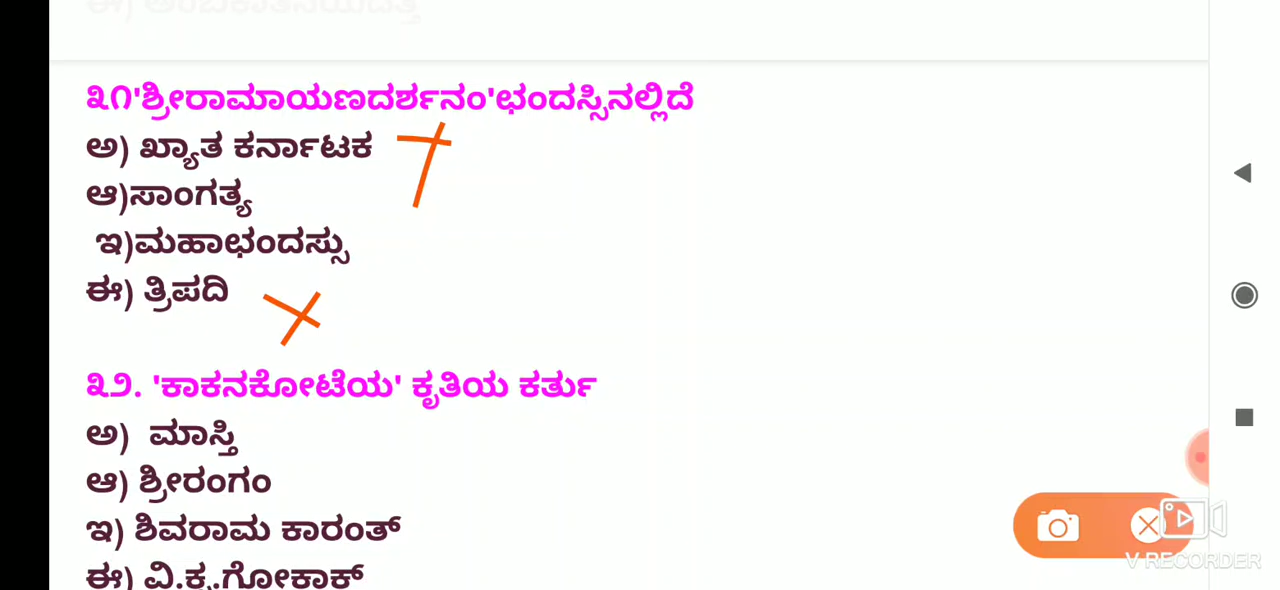 ೩೧'ಶ್ರೀರಾಮಾಯಣದರ್ಶನಂ'ಛಂದಸ್ಸಿನಲ್ಲಿದೆ
ಅ) ಖ್ಯಾತ ಕರ್ನಾಟಕ
ಆ)ಸಾಂಗತ್ಯ
ಇ)ಮಹಾಛಂದಸ್ಸು
ಈ) ತ್ರಿಪದಿ
೩೨. 'ಕಾಕನಕೋಟೆಯ' ಕೃತಿಯ ಕರ್ತು
ಅ) ಮಾಸ್ತಿ
ಆ) ಶ್ರೀರಂಗಂ
ಇ) ಶಿವರಾಮ ಕಾರಂತ್
ಈ) ವಿ.ಕೃ.ಗೋಕಾಕ್
V RECORDER